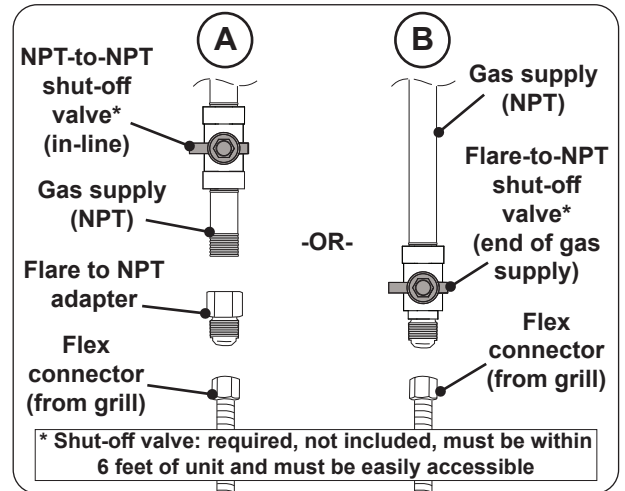 A
NPT-to-NPT
shut-off
valve*
(in-line)
Gas supply
(NPT)
Flare to NPT
adapter
Flex
connector
(from grill)
-OR-
B
Gas supply
(NPT)
Flare-to-NPT
shut-off
valve*
(end of gas
supply)
Flex
connector
(from grill)
* Shut-off valve: required, not included, must be within
6 feet of unit and must be easily accessible